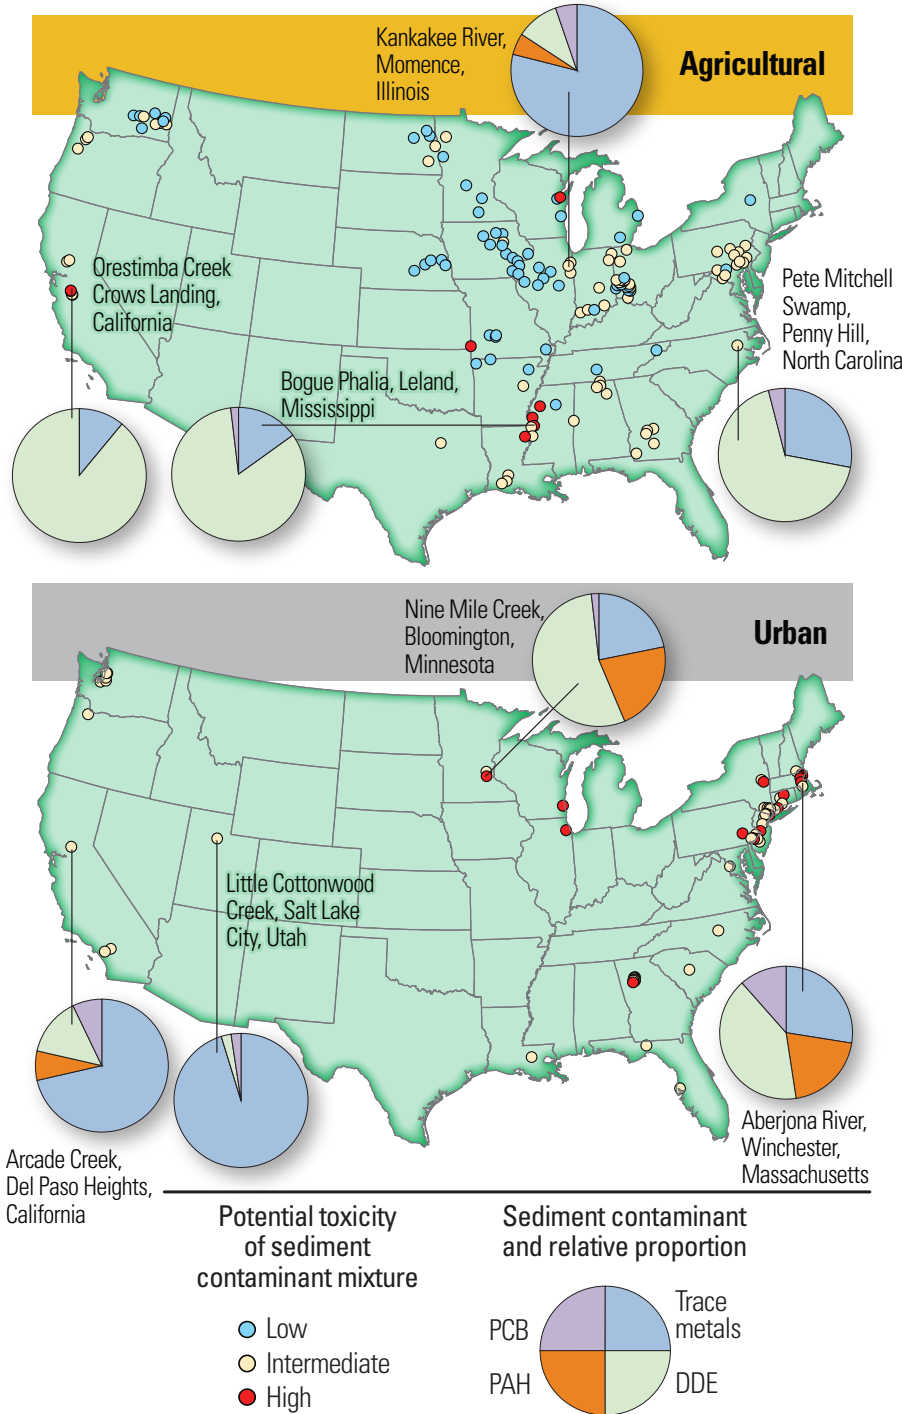 Agricultural
Kankakee River,
Momence,
Illinois
Orestimba Creek
Crows Landing,
California
Bogue Phalia, Leland,
Mississippi
Pete Mitchell
Swamp,
Penny Hill,
North Carolina
Urban
Nine Mile Creek,
Bloomington,
Minnesota
Little Cottonwood
Creek, Salt Lake
City, Utah
Arcade Creek,
Del Paso Heights,
California
Aberjona River,
Winchester,
Massachusetts
Potential toxicity
of sediment
contaminant mixture
Low
Intermediate
High
Sediment contaminant
and relative proportion
PCB
Trace
metals
PAH
DDE